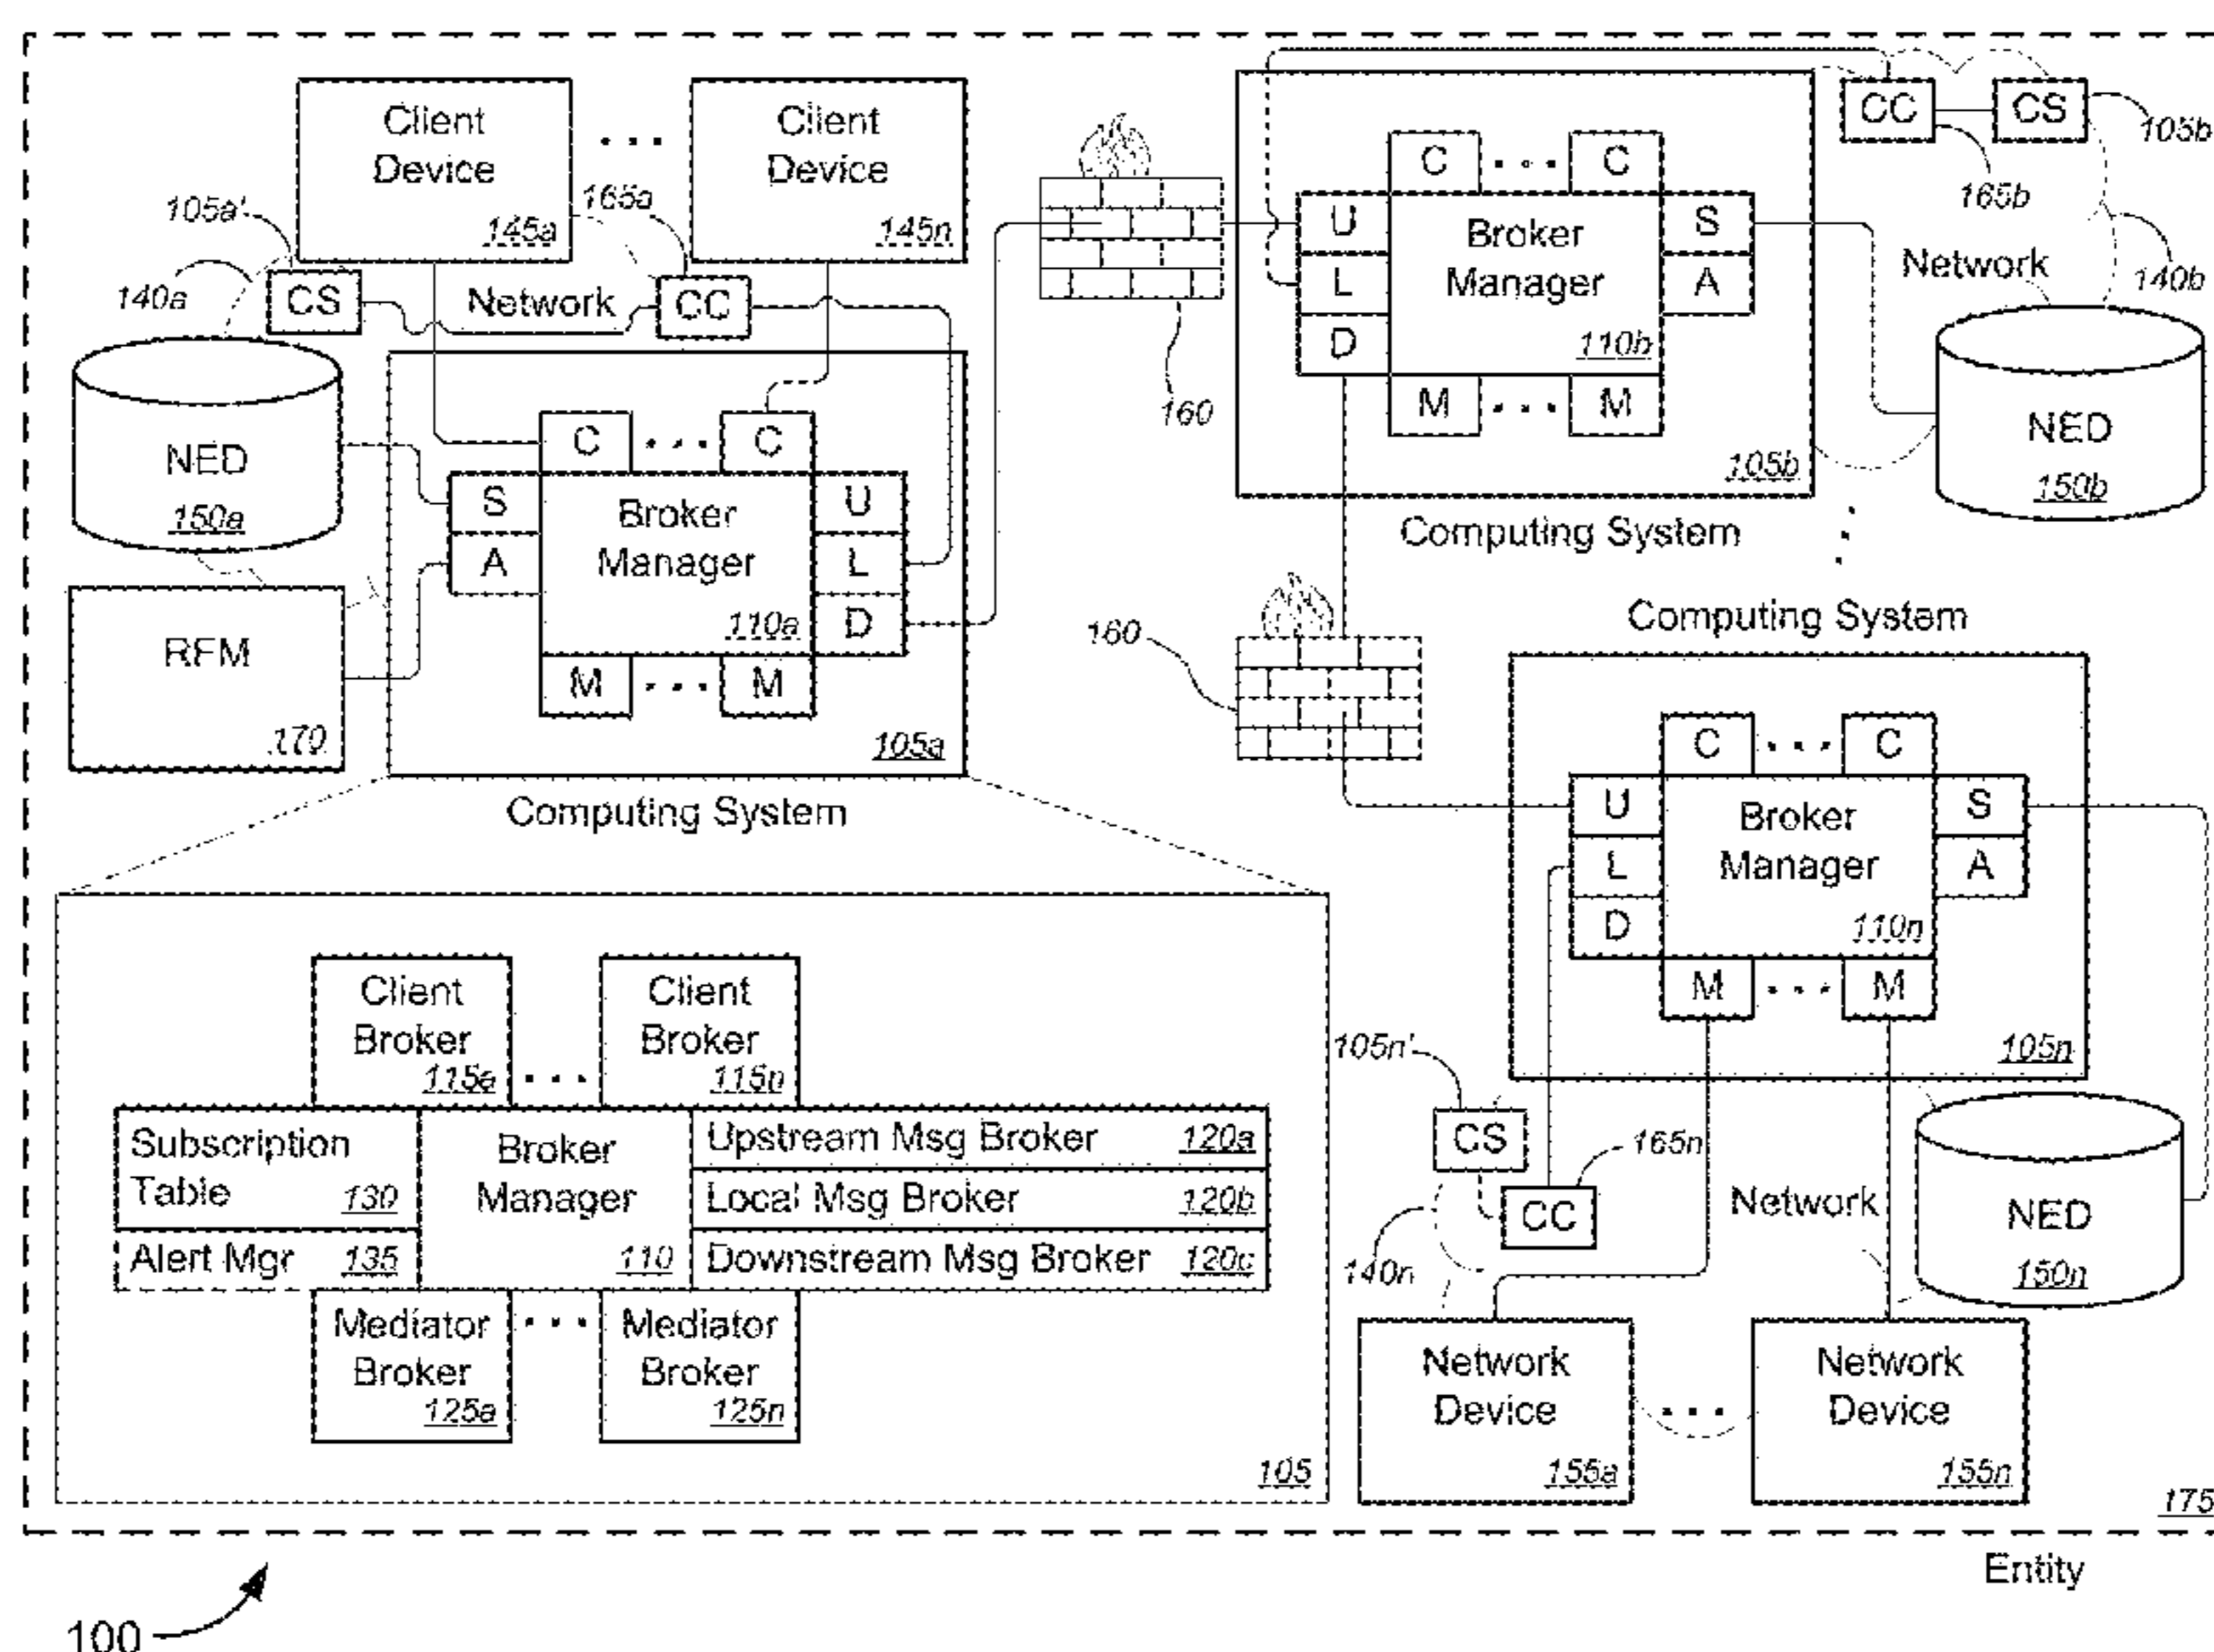 Client
Device
145a
Client
Device
145n
105a'
165a
140a
CS
Network
CC
NED
150a
RFM
170
C
C
S
A
Broker
Manager
110a
U
L
D
M
M
105a
Computing System
160
C
C
U
L
D
Broker
Manager
110b
S
A
M
M
105b
Computing System
CC
CS
105b
165b
Network
140b
NED
150b
160
Computing System
C
C
U
L
D
Broker
Manager
110n
S
A
M
M
105n
105n'
CS
165n
CC
140n
Network
NED
150n
Network
Device
155a
Network
Device
155n
Client
Broker
115a
Client
Broker
115n
Subscription
Table 130
Alert Mgr 135
Broker
Manager
110
Upstream Msg Broker 120a
Local Msg Broker 120b
Downstream Msg Broker 120c
Mediator
Broker
125a
Mediator
Broker
125n
105
175
Entity
100